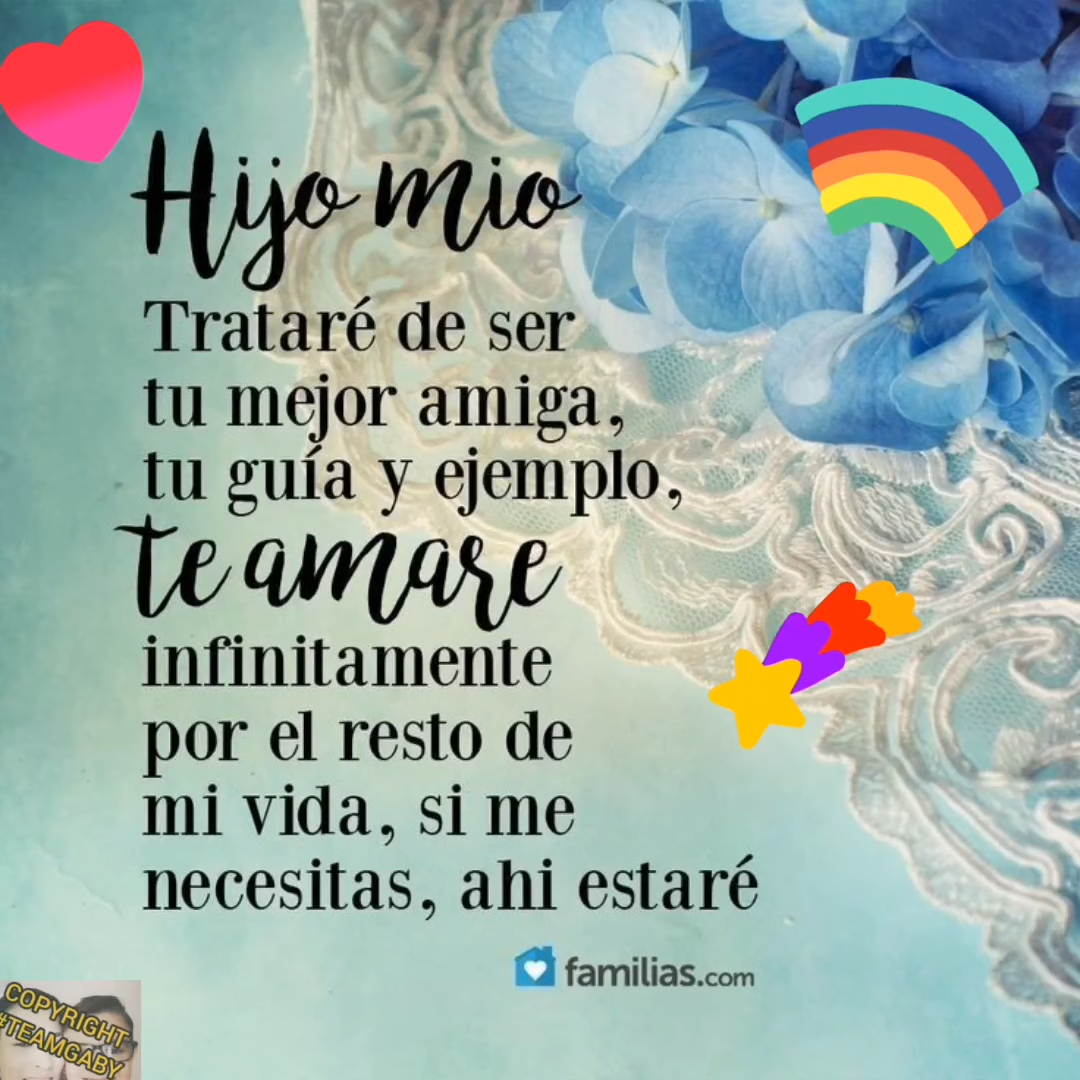 Hijo mio
Trataré de ser
tu mejor amiga,
tu guía y ejemplo,
te amare
infinitamente
por el resto de
mi vida, si me
necesitas, ahi estaré
familias.com
COPYRIGHT
#TEAMGABY